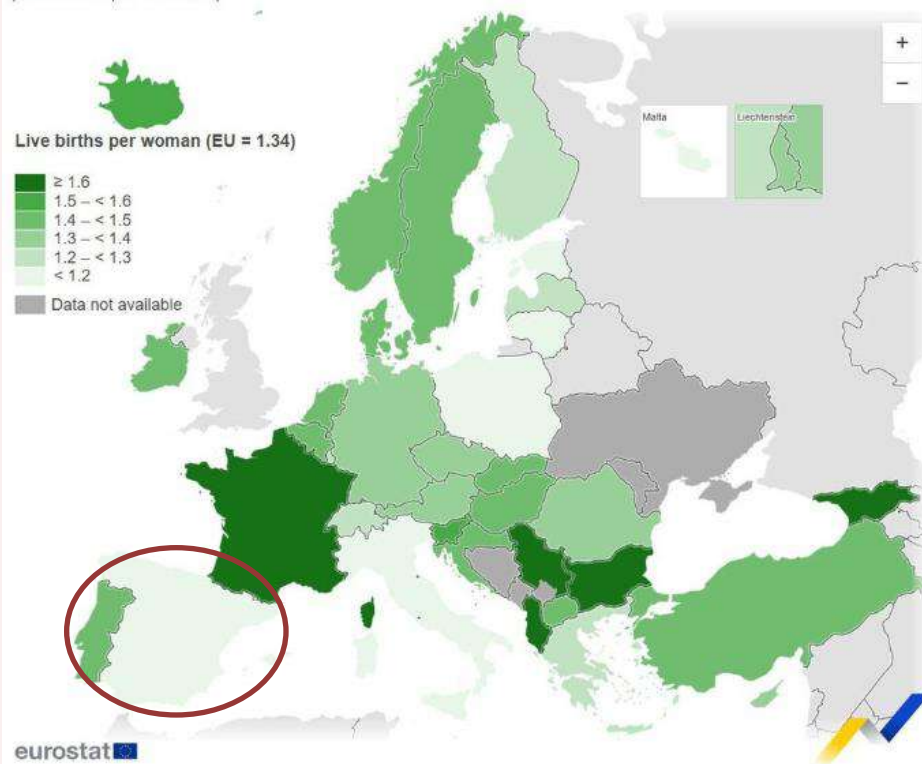 +
−
Malta
Liechtenstein
Live births per woman (EU = 1.34)
≥ 1.6
1.5 – < 1.6
1.4 – < 1.5
1.3 – < 1.4
1.2 – < 1.3
< 1.2
Data not available
eurostat